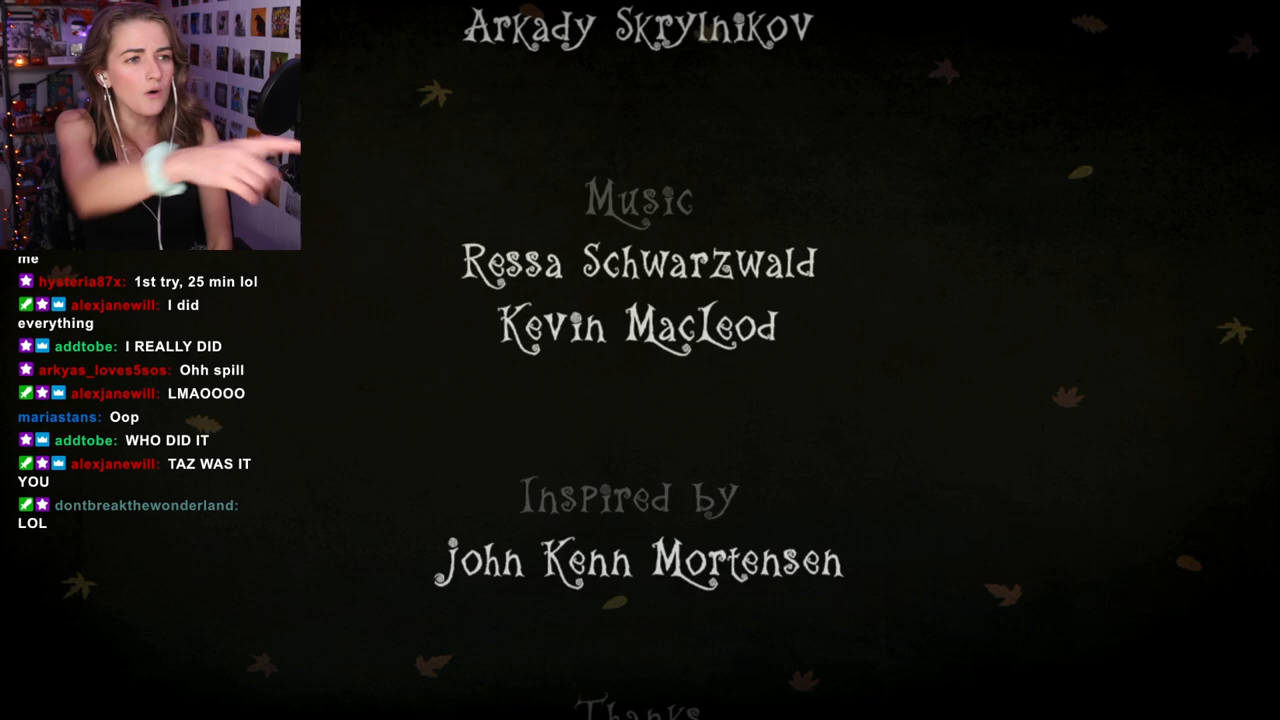 Arkady Skrylnikov
Music
Ressa Schwarzwald
Kevin MacLeod
Inspired by
John Kenn Mortensen
Thanks
me
hysteria87x: 1st try, 25 min lol
alexjanewill: I did
everything
addtobe: I REALLY DID
arkyas_loves5sos: Ohh spill
alexjanewill: LMAOOOO
mariastans: Oop
addtobe: WHO DID IT
alexjanewill: TAZ WAS IT
YOU
dontbreakthewonderland:
LOL